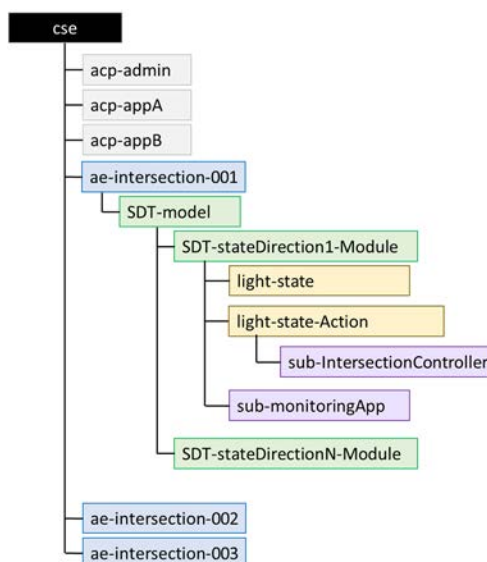 cse
acp-admin
acp-appA
acp-appB
ae-intersection-001
SDT-model
SDT-stateDirection1-Module
light-state
light-state-Action
sub-IntersectionController
sub-monitoringApp
SDT-stateDirectionN-Module
ae-intersection-002
ae-intersection-003